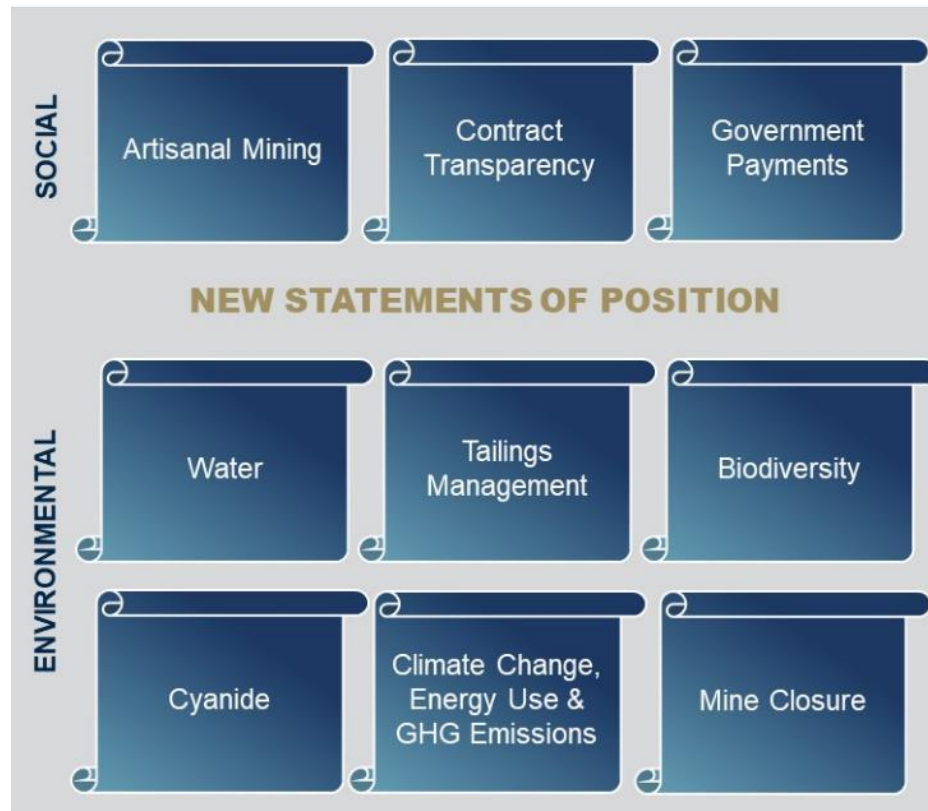 SOCIAL
Artisanal Mining
Contract
Transparency
Government
Payments
NEW STATEMENTS OF POSITION
ENVIRONMENTAL
Water
Tailings
Management
Biodiversity
Cyanide
Climate Change,
Energy Use &
GHG Emissions
Mine Closure